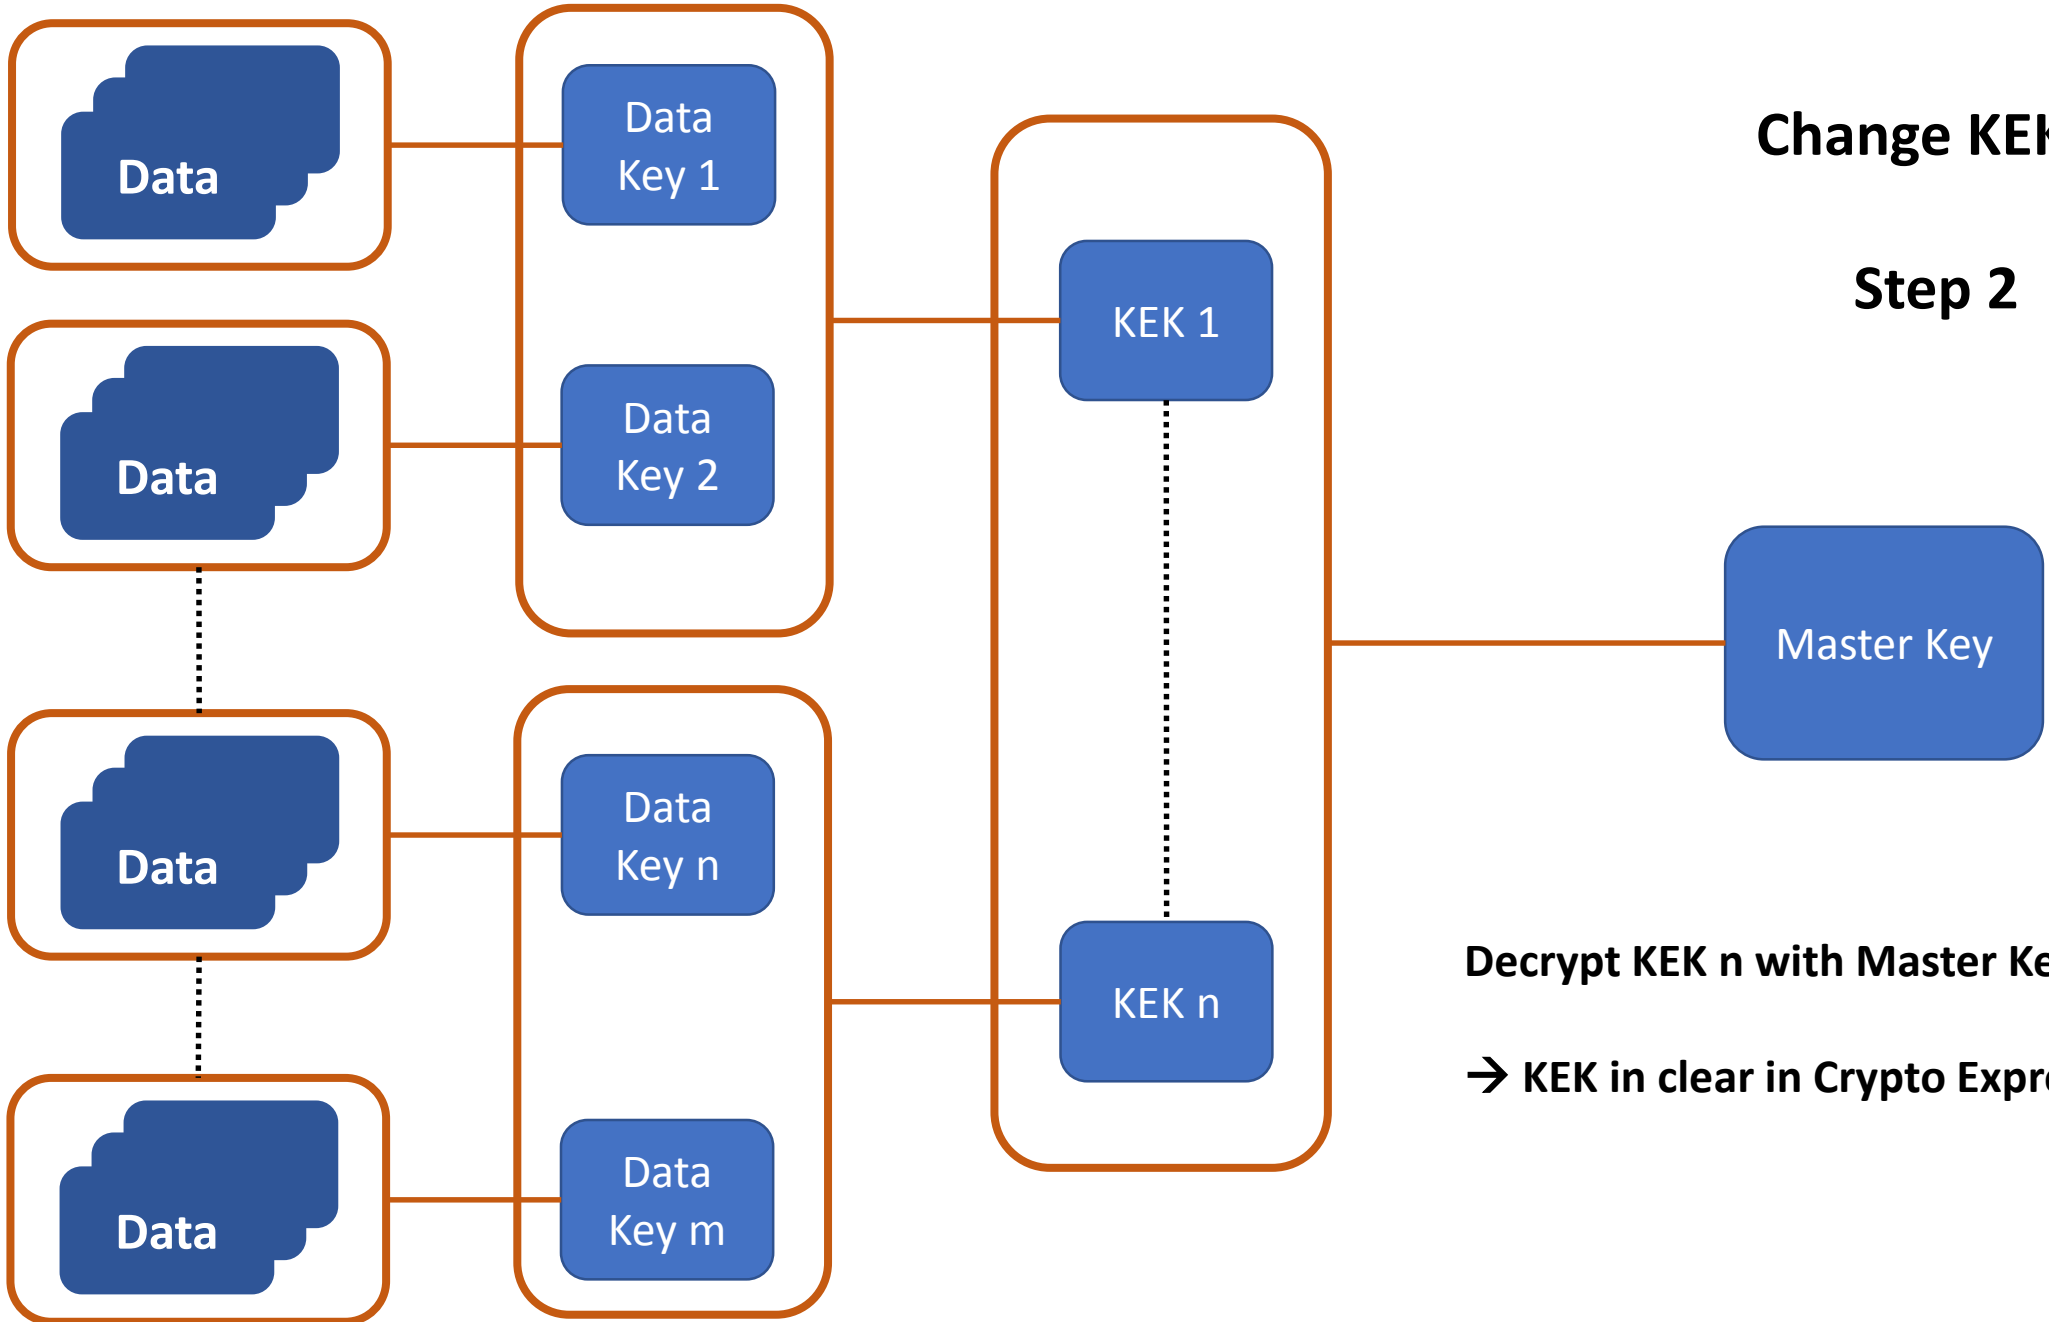 Data
Data
Key 1
Data
Data
Key 2
Data
Data
Key n
Data
Data
Key m
KEK 1
KEK n
Change KEK
Step 2
Master Key
Decrypt KEK n with Master Ke
→ KEK in clear in Crypto Expre